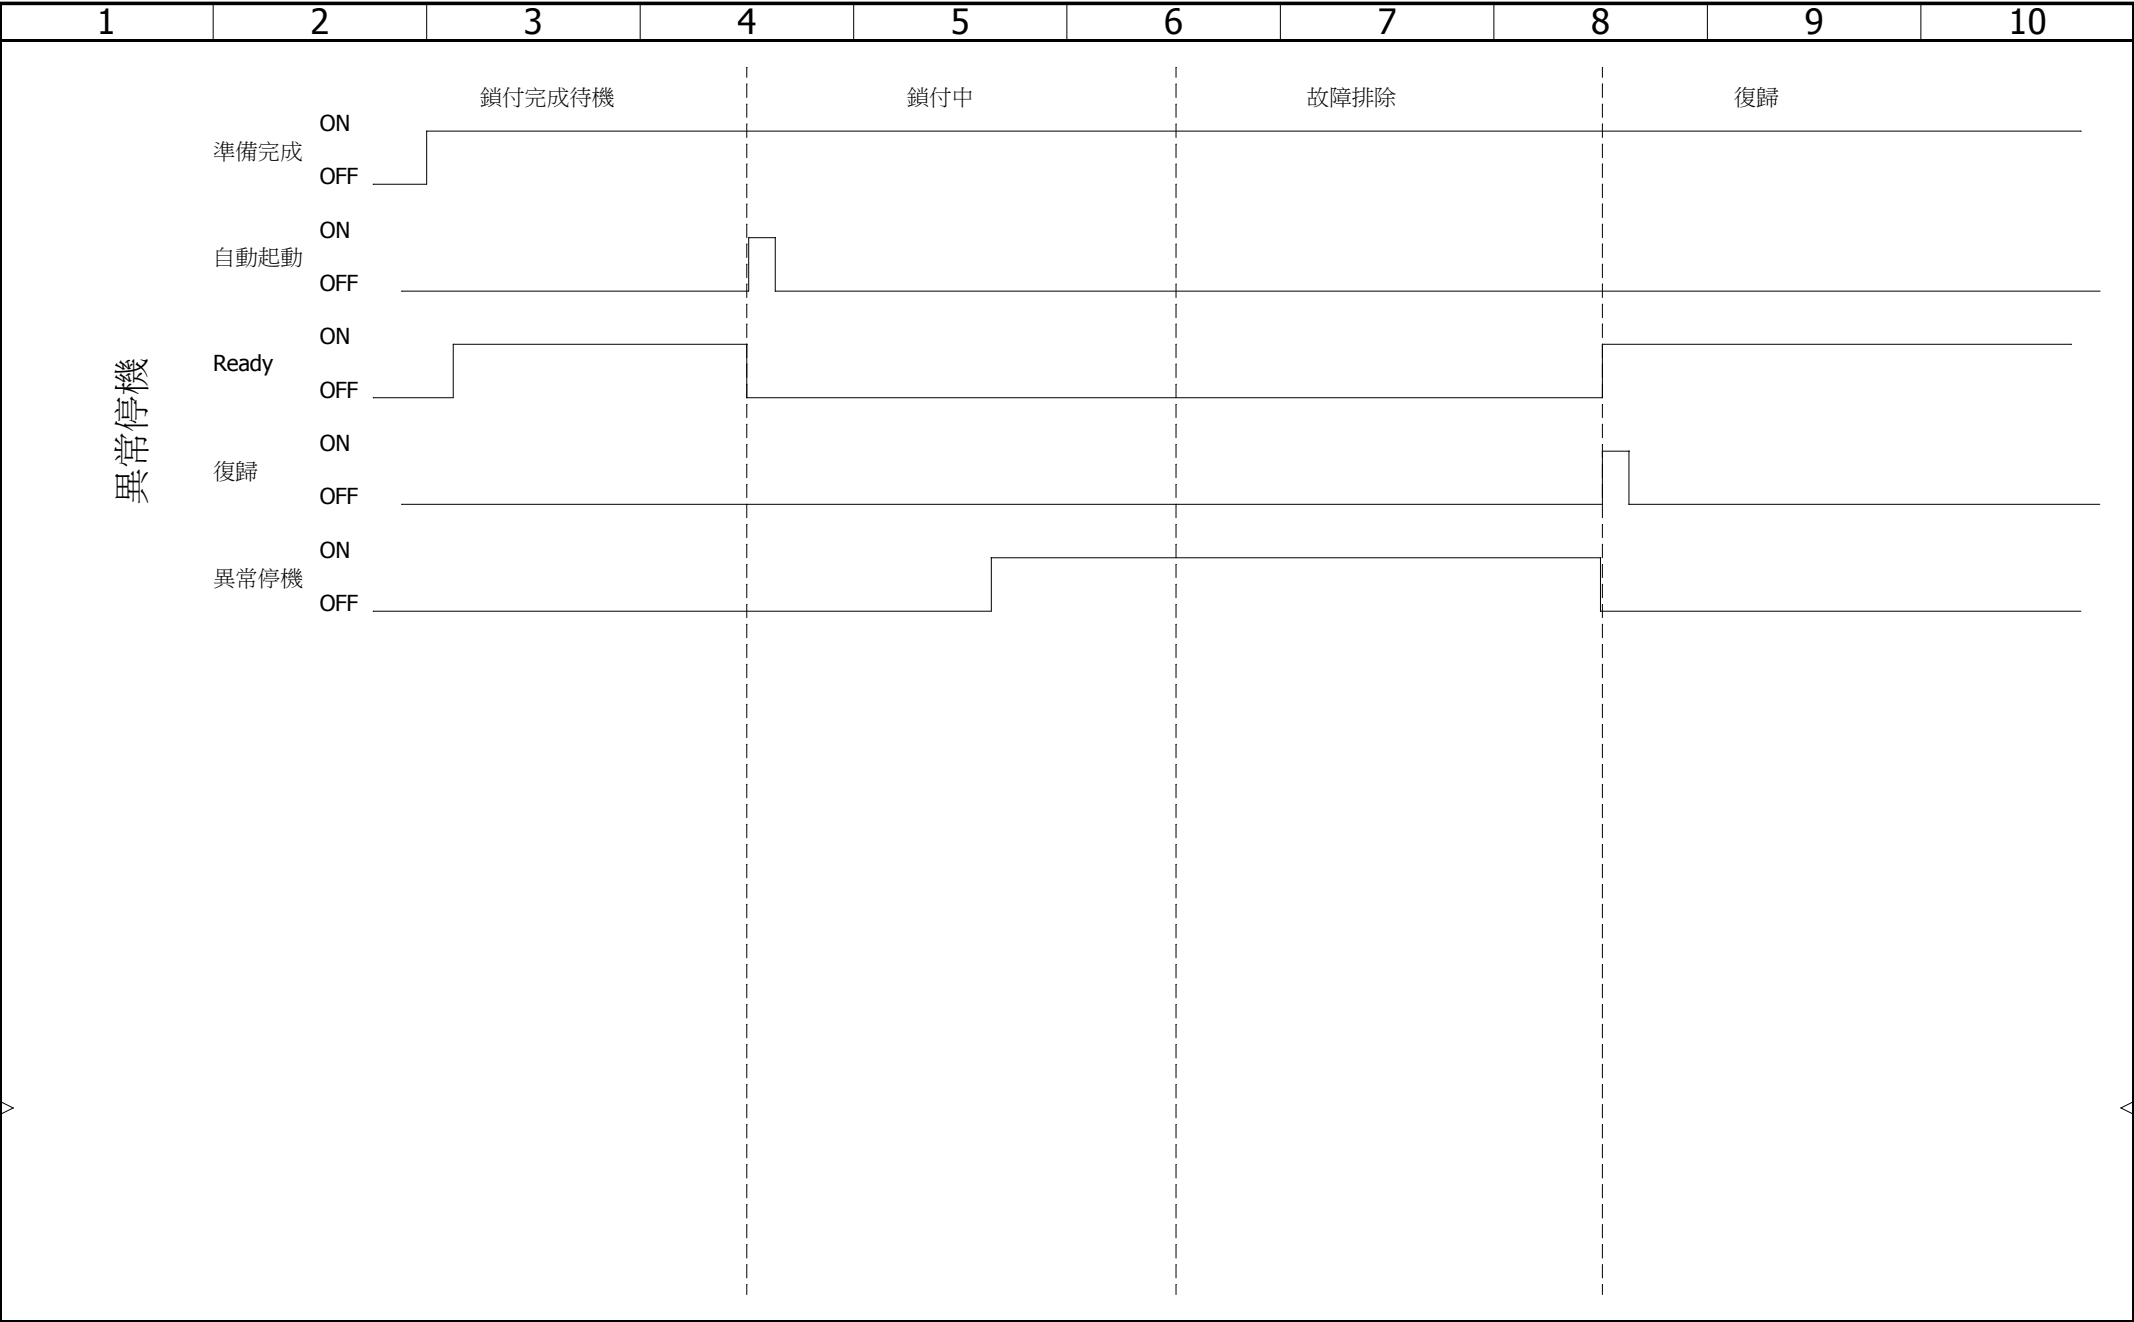 1 2 3 4 5 6 7 8 9 10
鎖付完成待機 鎖付中 故障排除 復歸
ON
準備完成
OFF
ON
自動起動
OFF
ON
Ready
OFF
異常停機
ON
復歸
OFF
ON
異常停機
OFF